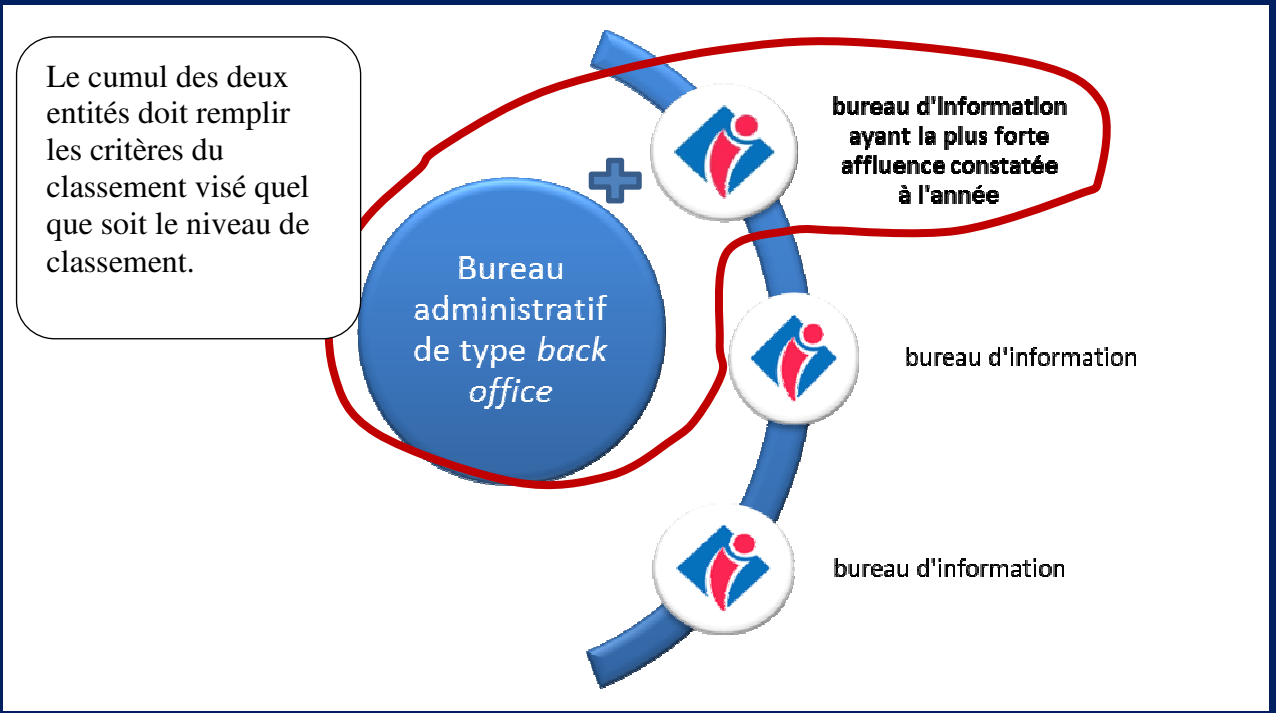 Le cumul des deux
entités doit remplir
les critères du
classement visé quel
que soit le niveau de
classement.
bureau d'Information
ayant la plus forte
affluence constatée
à l'année
Bureau
administratif
de type back
office
bureau d'information
bureau d'information